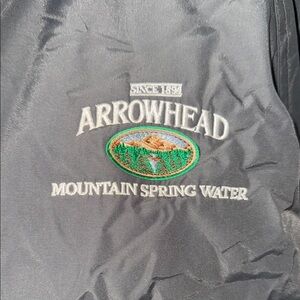 SINCE 1894
ARROWHEAD
MOUNTAIN SPRING WATER